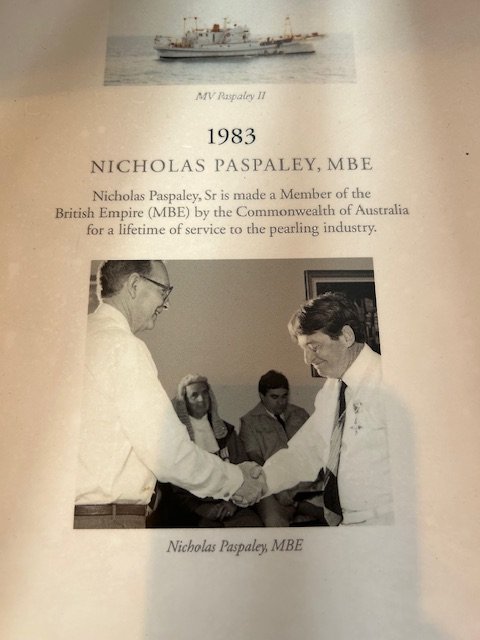 MV Paspaley II
1983
NICHOLAS PASPALEY, MBE
Nicholas Paspaley, Sr is made a Member of the
British Empire (MBE) by the Commonwealth of Australia
for a lifetime of service to the pearling industry.
Nicholas Paspaley, MBE